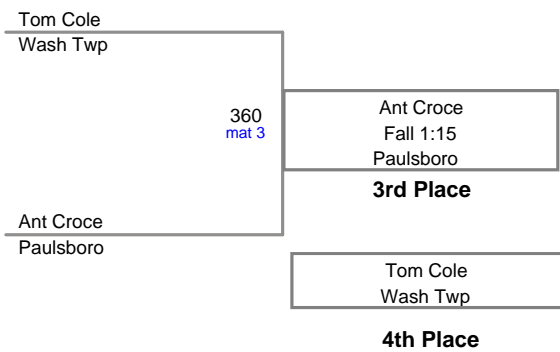 Tom Cole
Wash Twp
360
mat 3
Ant Croce
Fall 1:15
Paulsboro
3rd Place
Ant Croce
Paulsboro
Tom Cole
Wash Twp
4th Place